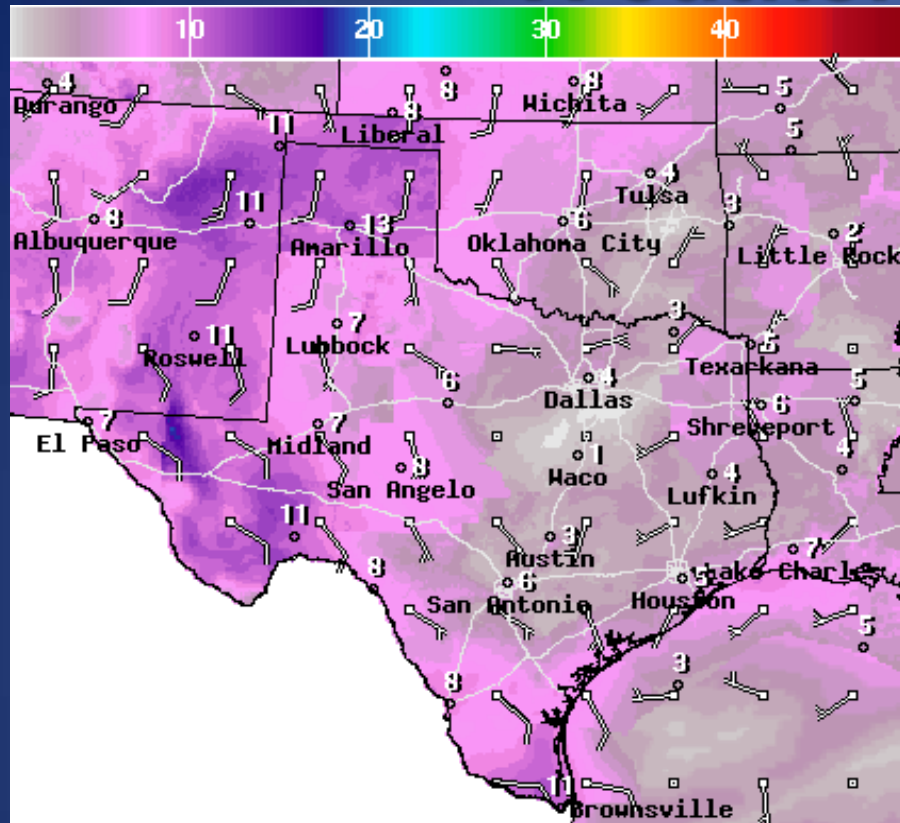 10 20 30 40
4 8 8 5
Durango Wichita
11 8
Liberal 5
4
Tulsa
8 11 13 6 3 2
Albuquerque Amarillo Oklahoma City Little Rock
11 7 3
Roswell Lubbock Texarkana 5
6 4 6 5
Dallas
7 7 Shreveport
El Paso Midland
8 1 4 4
San Angelo Waco Lufkin
11 3 7
Austin
8 6 5 Lake Charles
San Antonio Houston
5
8 3
11
Brownsville